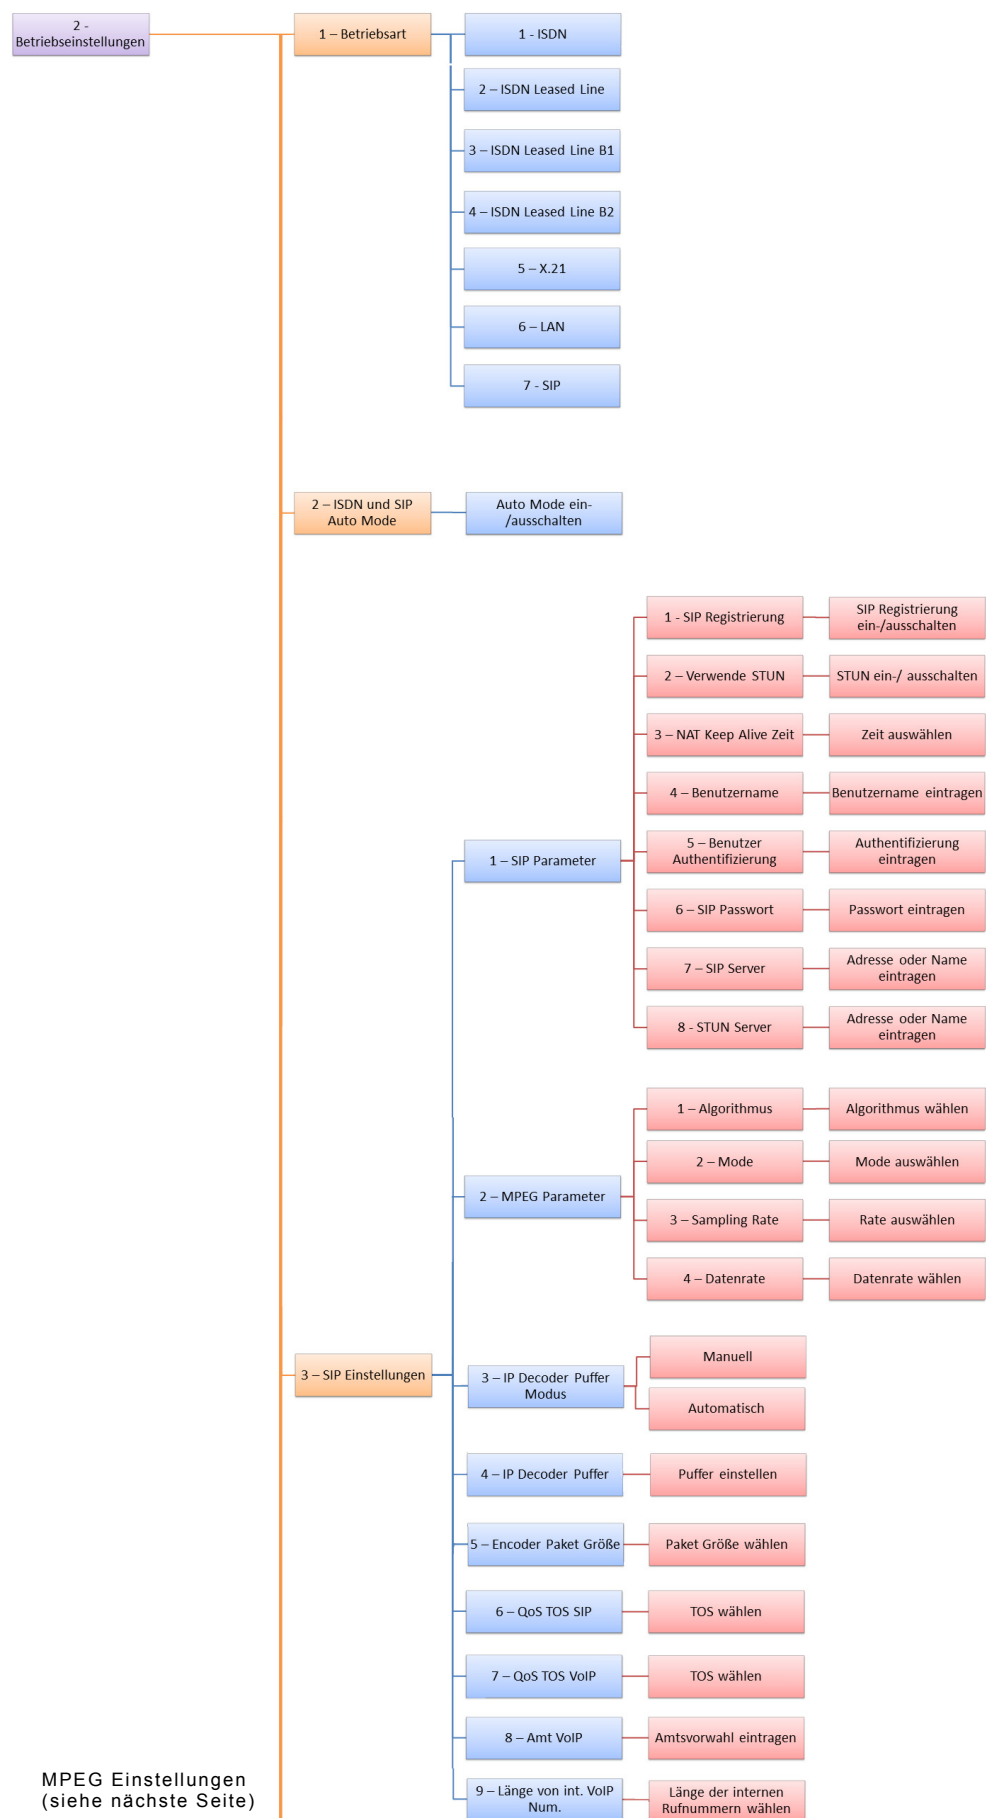 2 -
Betriebseinstellungen
1 – Betriebsart
1 - ISDN
2 – ISDN Leased Line
3 – ISDN Leased Line B1
4 – ISDN Leased Line B2
5 – X.21
6 – LAN
7 - SIP
2 – ISDN und SIP
Auto Mode
Auto Mode ein-
/ausschalten
3 – SIP Einstellungen
1 – SIP Parameter
1 - SIP Registrierung
SIP Registrierung
ein-/ausschalten
2 – Verwende STUN
STUN ein-/ ausschalten
3 – NAT Keep Alive Zeit
Zeit auswählen
4 – Benutzername
Benutzername eintragen
5 – Benutzer
Authentifizierung
Authentifizierung
eintragen
6 – SIP Passwort
Passwort eintragen
7 – SIP Server
Adresse oder Name
eintragen
8 - STUN Server
Adresse oder Name
eintragen
2 – MPEG Parameter
1 – Algorithmus
Algorithmus wählen
2 – Mode
Mode auswählen
3 – Sampling Rate
Rate auswählen
4 – Datenrate
Datenrate wählen
3 – IP Decoder Puffer
Modus
Manuell
Automatisch
4 – IP Decoder Puffer
Puffer einstellen
5 – Encoder Paket Größe
Paket Größe wählen
6 – QoS TOS SIP
TOS wählen
7 – QoS TOS VoIP
TOS wählen
8 – Amt VoIP
Amtsvorwahl eintragen
9 – Länge von int. VoIP
Num.
Länge der internen
Rufnummern wählen
MPEG Einstellungen
(siehe nächste Seite)